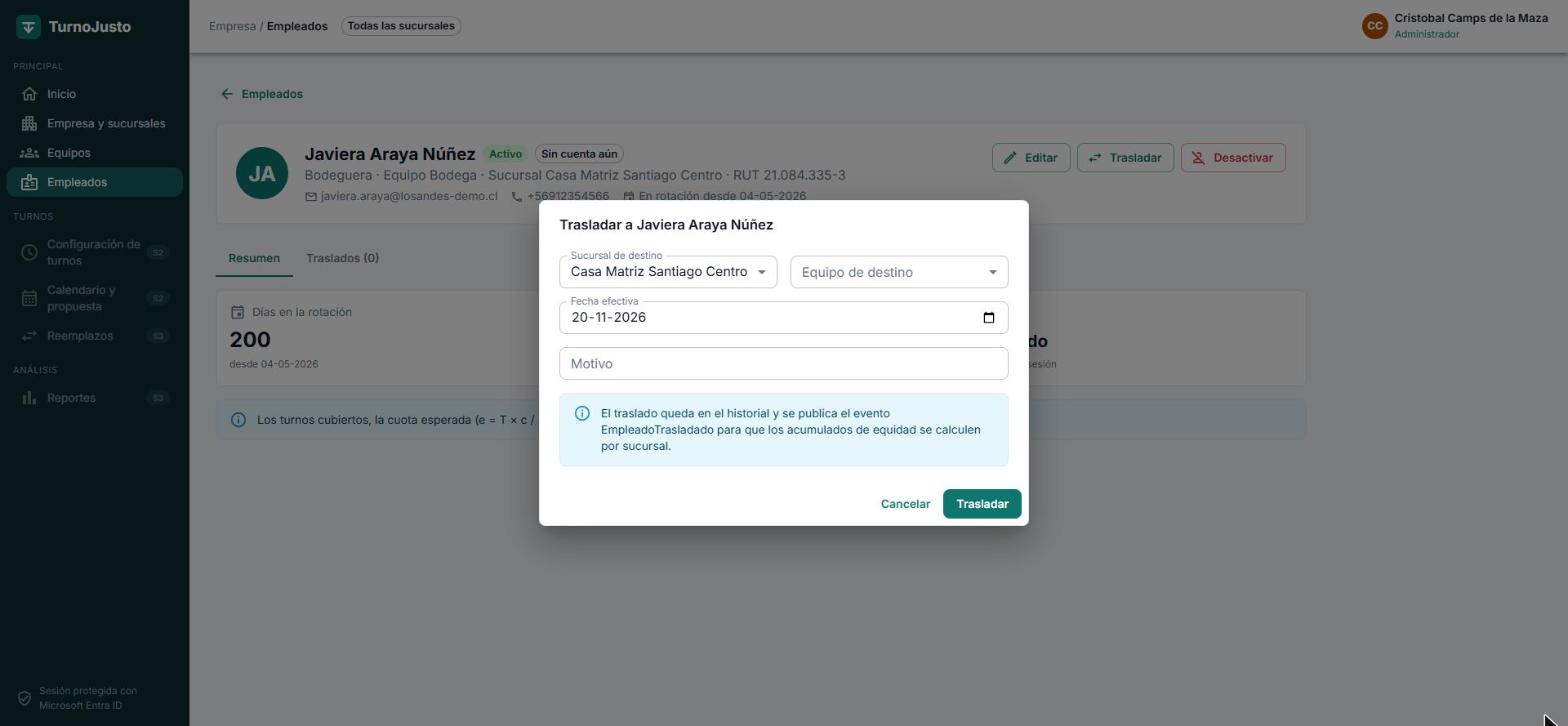 TurnoJusto
PRINCIPAL
Inicio
Empresa y sucursales
Equipos
Empleados
TURNOS
Configuración de
turnos
S2
Calendario y
propuesta
S2
Reemplazos
S3
ANÁLISIS
Reportes
S3
Sesión protegida con
Microsoft Entra ID
Empresa / Empleados
Todas las sucursales
CC
Cristobal Camps de la Maza
Administrador
Empleados
JA
Javiera Araya Núñez
Activo
Sin cuenta aún
Bodeguera · Equipo Bodega · Sucursal Casa Matriz Santiago Centro · RUT 21.084.335-3
javiera.araya@losandes-demo.cl
+56912354566
En rotación desde 04-05-2026
Editar
Trasladar
Desactivar
Resumen
Traslados (0)
Días en la rotación
200
desde 04-05-2026
do
esión
Los turnos cubiertos, la cuota esperada (e = T × c /
Trasladar a Javiera Araya Núñez
Sucursal de destino
Casa Matriz Santiago Centro
Equipo de destino
Fecha efectiva
20-11-2026
Motivo
El traslado queda en el historial y se publica el evento
EmpleadoTrasladado para que los acumulados de equidad se calculen
por sucursal.
Cancelar
Trasladar